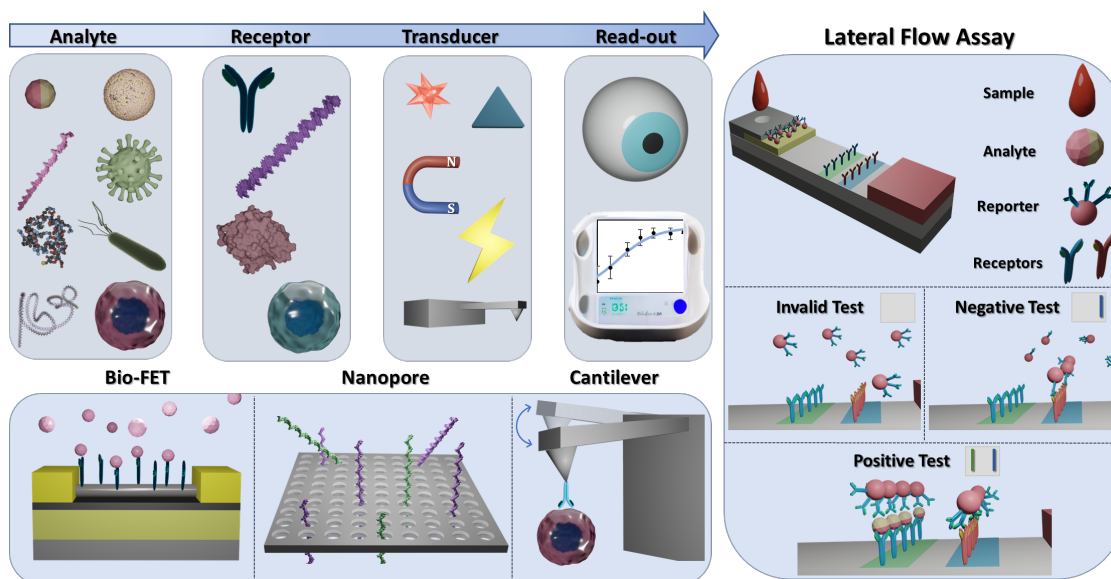 Analyte
Receptor
Transducer
Read-out
N
S
Bio-FET
Nanopore
Cantilever
Lateral Flow Assay
Sample
Analyte
Reporter
Receptors
Invalid Test
Negative Test
Positive Test